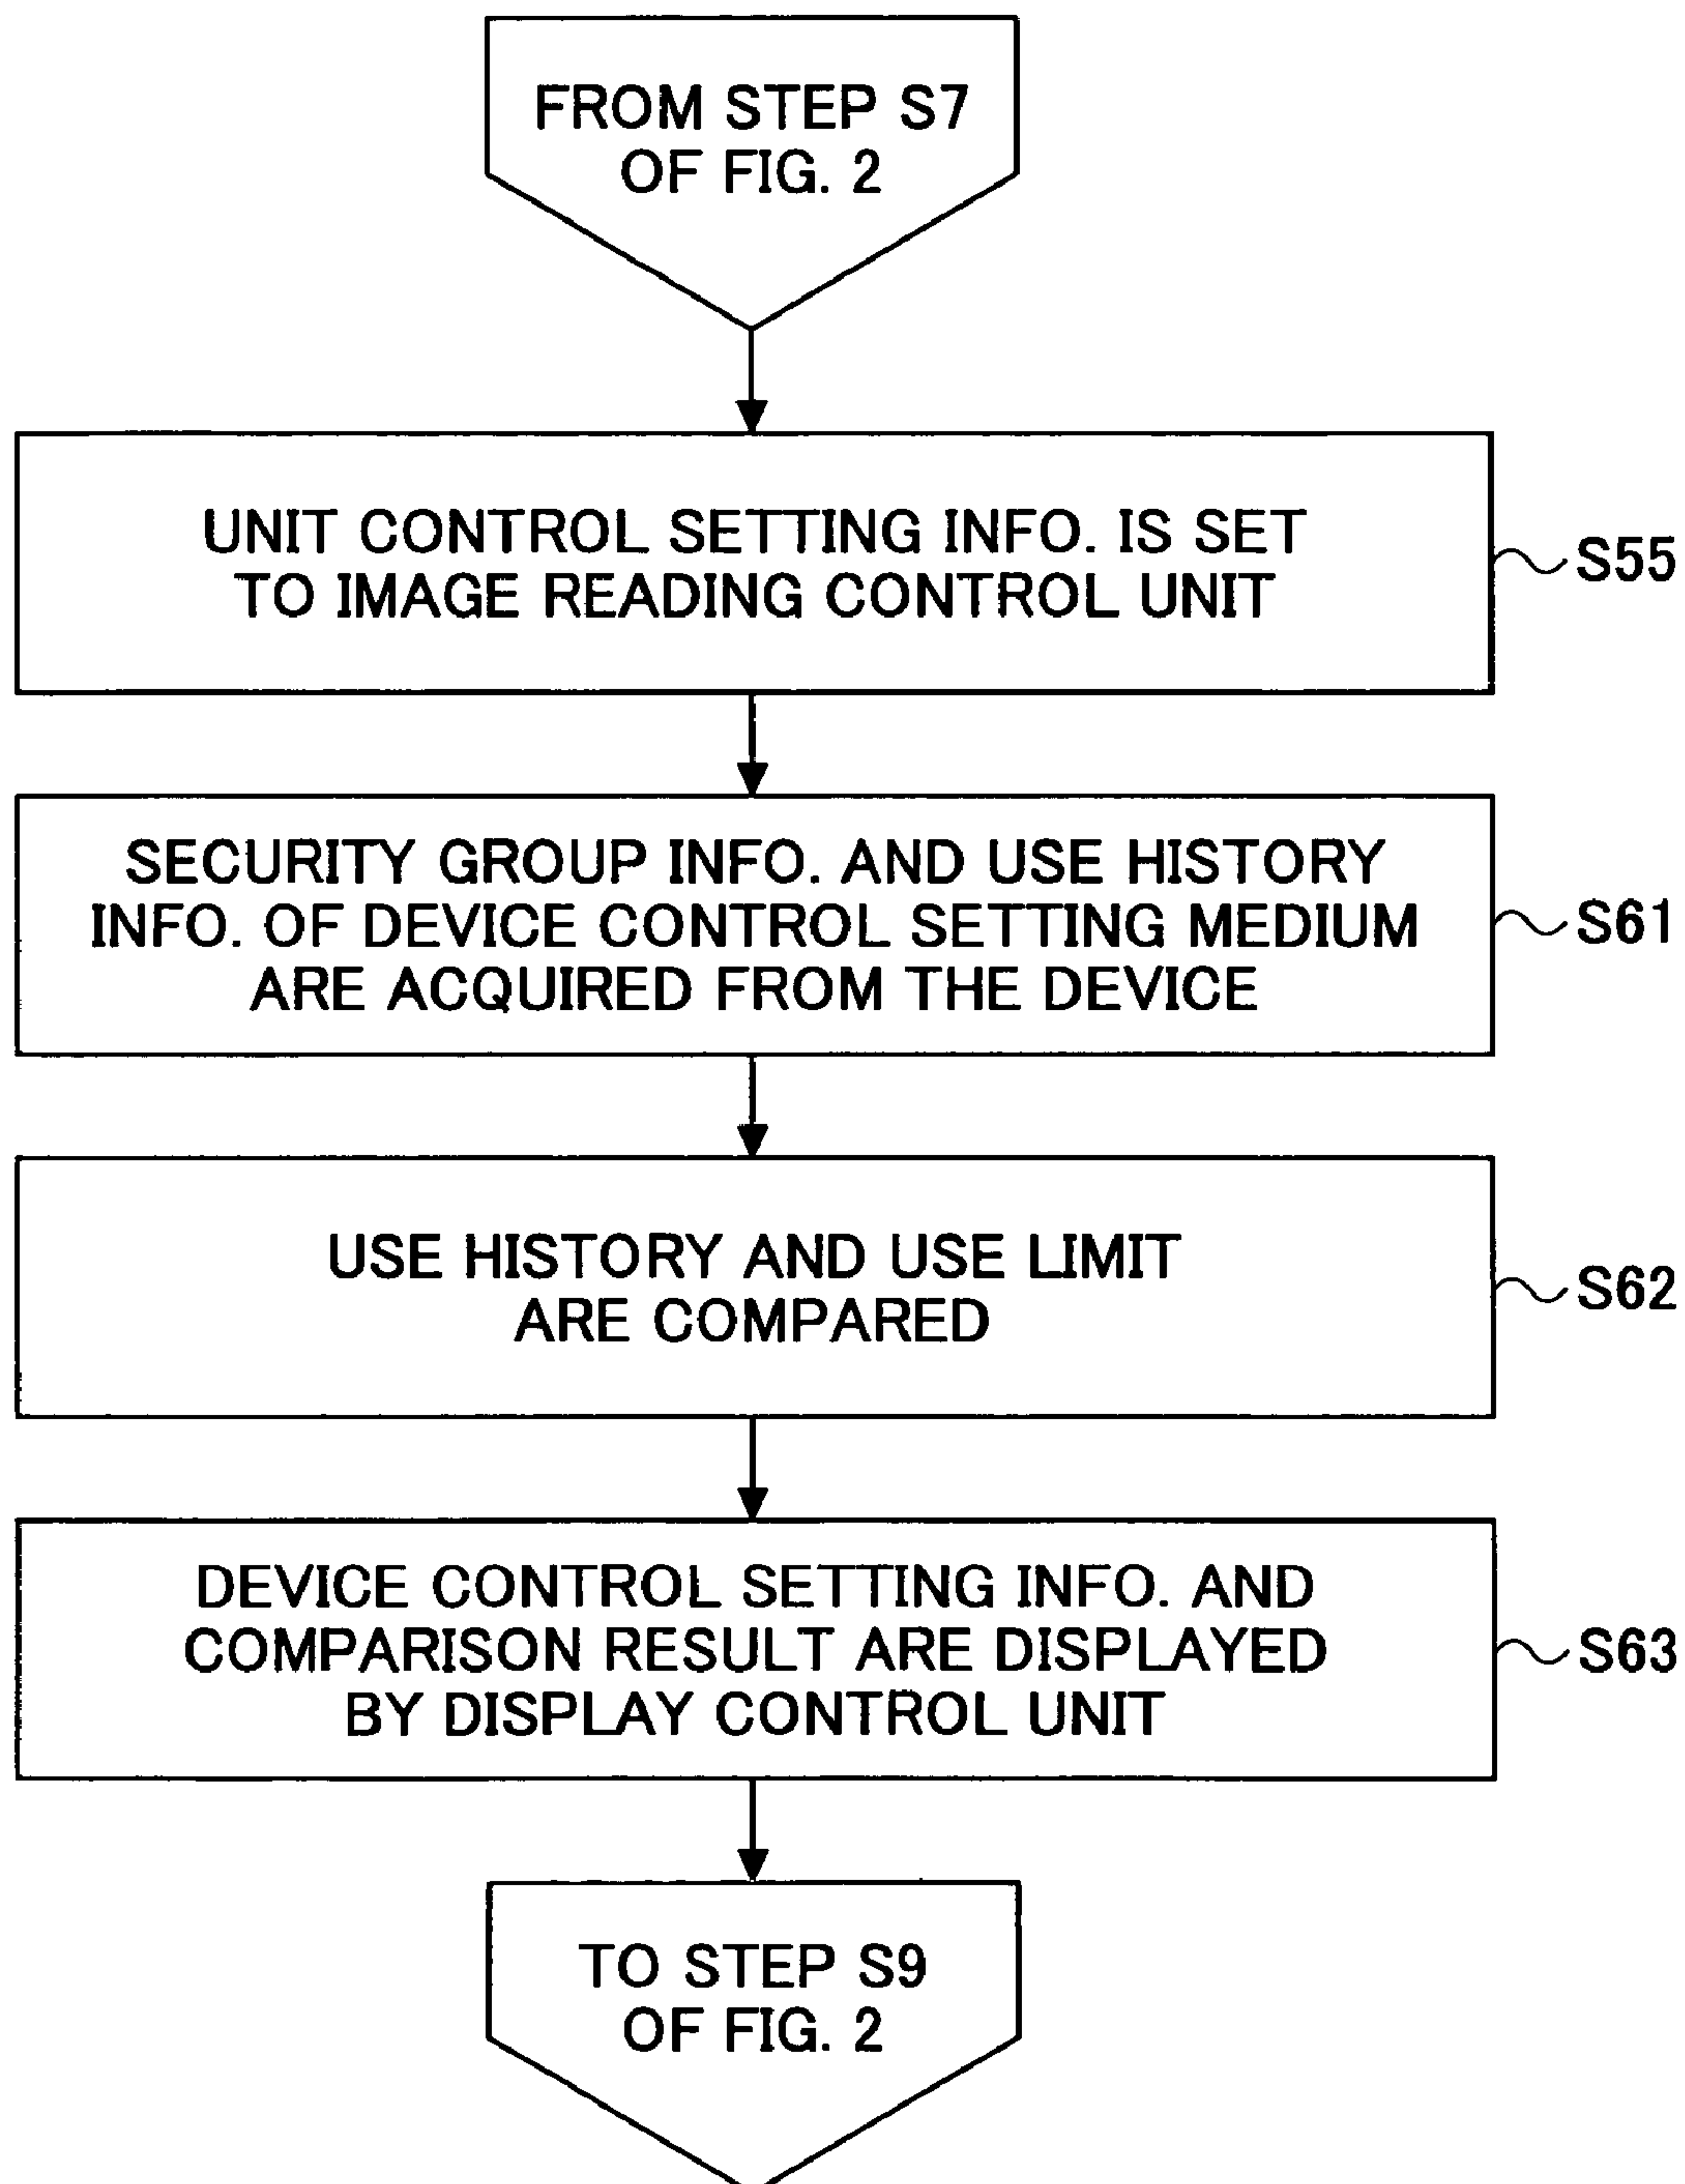 FROM STEP S7
OF FIG. 2
UNIT CONTROL SETTING INFO. IS SET
TO IMAGE READING CONTROL UNIT
S55
SECURITY GROUP INFO. AND USE HISTORY
INFO. OF DEVICE CONTROL SETTING MEDIUM
ARE ACQUIRED FROM THE DEVICE
S61
USE HISTORY AND USE LIMIT
ARE COMPARED
S62
DEVICE CONTROL SETTING INFO. AND
COMPARISON RESULT ARE DISPLAYED
BY DISPLAY CONTROL UNIT
S63
TO STEP S9
OF FIG. 2